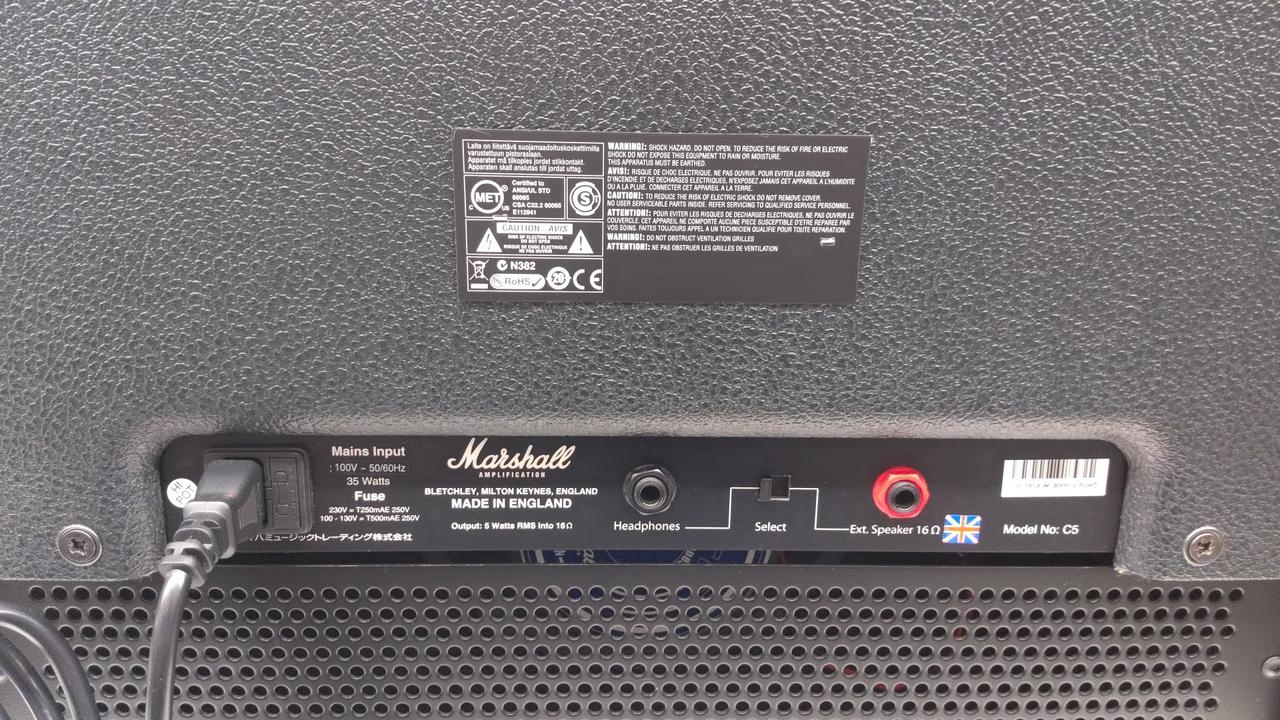 Laite on liitettävä suojamaadoituskoskettimilla
varustettuun pistorasiaan.
Apparatet må tilkoples jordet stikkontakt.
Apparaten skall anslutas till jordat uttag.
MET
C US
Certified to
ANSI/UL STD
60065
CSA C22.2 60065
E112941
S
CAUTION AVIS
RISK OF ELECTRIC SHOCK
DO NOT OPEN
RISQUE DE CHOC ELECTRIQUE
NE PAS OUVRIR
N382
RoHS
20
CE
WARNING!: SHOCK HAZARD. DO NOT OPEN. TO REDUCE THE RISK OF FIRE OR ELECTRIC
SHOCK DO NOT EXPOSE THIS EQUIPMENT TO RAIN OR MOISTURE.
THIS APPARATUS MUST BE EARTHED.
AVIS!: RISQUE DE CHOC ELECTRIQUE. NE PAS OUVRIR. POUR EVITER LES RISQUES
D'INCENDIE ET DE DECHARGES ELECTRIQUES, N'EXPOSEZ JAMAIS CET APPAREIL A L'HUMIDITE
OU A LA PLUIE. CONNECTER CET APPAREIL A LA TERRE.
CAUTION!: TO REDUCE THE RISK OF ELECTRIC SHOCK DO NOT REMOVE COVER.
NO USER SERVICEABLE PARTS INSIDE. REFER SERVICING TO QUALIFIED SERVICE PERSONNEL.
ATTENTION!: POUR EVITER LES RISQUES DE DECHARGES ELECTRIQUES, NE PAS OUVRIR LE
COUVERCLE. CET APPAREIL NE COMPORTE AUCUNE PIECE SUSCEPTIBLE D'ETRE REPAREE PAR
VOS SOINS. FAITES TOUJOURS APPEL A UN TECHNICIEN QUALIFIE POUR TOUTE REPARATION.
WARNING!: DO NOT OBSTRUCT VENTILATION GRILLES
ATTENTION!: NE PAS OBSTRUER LES GRILLES DE VENTILATION
HI
POT
Mains Input
100V ~ 50/60Hz
35 Watts
Fuse
230V = T250mAE 250V
100 - 130V = T500mAE 250V
ハミュージックトレーディング株式会社
Marshall
AMPLIFICATION
BLETCHLEY, MILTON KEYNES, ENGLAND
MADE IN ENGLAND
Output: 5 Watts RMS into 16Ω
Headphones
Select
Ext. Speaker 16 Ω
Model No: C5